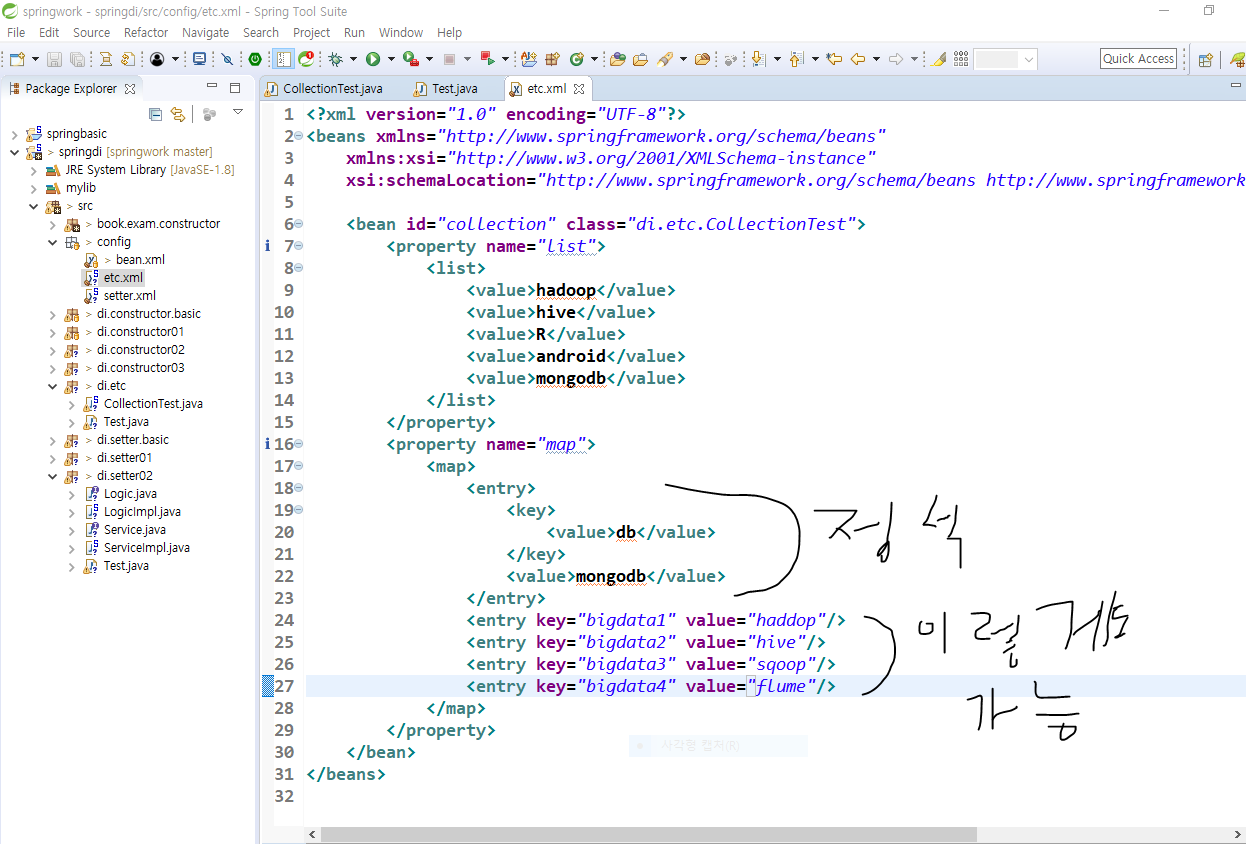 springwork - springdi/src/config/etc.xml - Spring Tool Suite
File Edit Source Refactor Navigate Search Project Run Window Help
Quick Access
Package Explorer
springbasic
> springdi [springwork master]
JRE System Library [JavaSE-1.8]
mylib
> src
> book.exam.constructor
> config
> bean.xml
etc.xml
setter.xml
> di.constructor.basic
> di.constructor01
> di.constructor02
> di.constructor03
> di.etc
CollectionTest.java
Test.java
> di.setter.basic
> di.setter01
> di.setter02
Logic.java
LogicImpl.java
Service.java
ServiceImpl.java
Test.java
CollectionTest.java Test.java etc.xml
1 <?xml version="1.0" encoding="UTF-8"?>
2 <beans xmlns="http://www.springframework.org/schema/beans"
3 xmlns:xsi="http://www.w3.org/2001/XMLSchema-instance"
4 xsi:schemaLocation="http://www.springframework.org/schema/beans http://www.springframework
5
6 <bean id="collection" class="di.etc.CollectionTest">
7 <property name="list">
8 <list>
9 <value>hadoop</value>
10 <value>hive</value>
11 <value>R</value>
12 <value>android</value>
13 <value>mongodb</value>
14 </list>
15 </property>
16 <property name="map">
17 <map>
18 <entry>
19 <key>
20 <value>db</value>
21 </key>
22 <value>mongodb</value>
23 </entry>
24 <entry key="bigdata1" value="haddop"/>
25 <entry key="bigdata2" value="hive"/>
26 <entry key="bigdata3" value="sqoop"/>
27 <entry key="bigdata4" value="flume"/>
28 </map>
29 </property>
30 </bean>
31 </beans>
32
정석
이렇게도
가능
사각형 캡처(R)